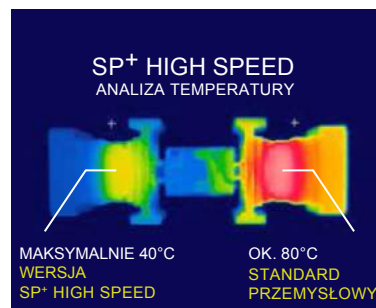 SP+ HIGH SPEED
ANALIZA TEMPERATURY
MAKSYMALNIE 40°C
WERSJA
SP+ HIGH SPEED
OK. 80°C
STANDARD
PRZEMYSŁOWY